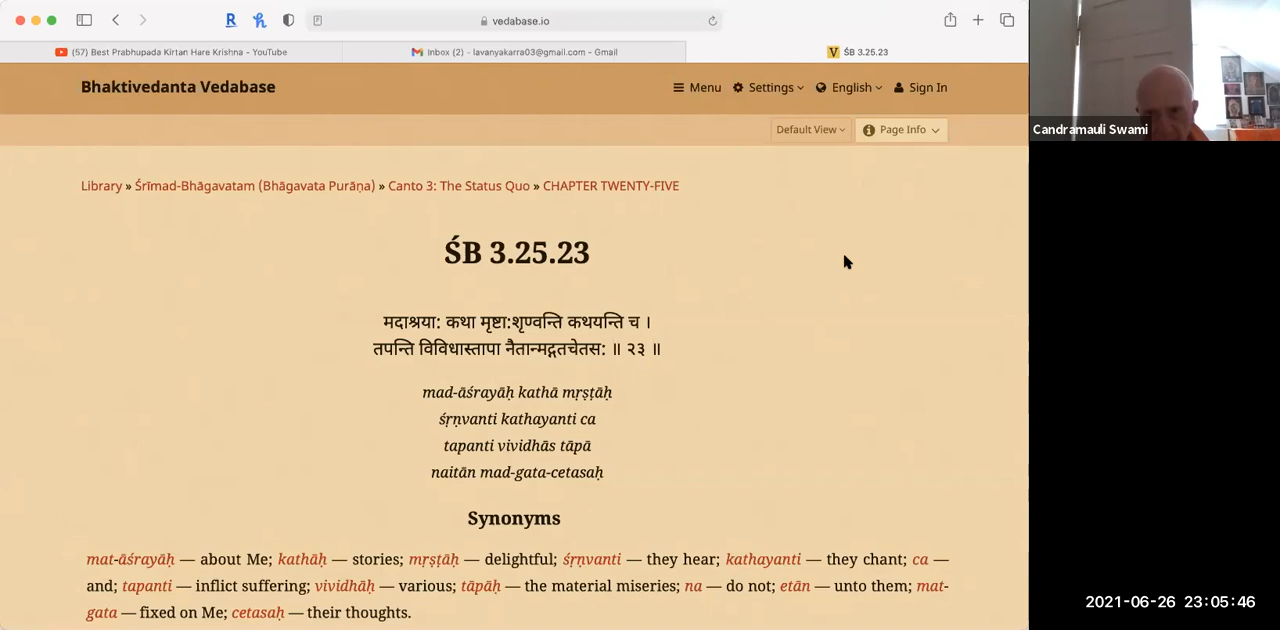 vedabase.io
(57) Best Prabhupada Kirtan Hare Krishna - YouTube
Inbox (2) - lavanyakarra03@gmail.com - Gmail
V ŚB 3.25.23
Bhaktivedanta Vedabase
Menu Settings English Sign In
Default View Page Info
Candramauli Swami
Library » Śrīmad-Bhāgavatam (Bhāgavata Purāṇa) » Canto 3: The Status Quo » CHAPTER TWENTY-FIVE
ŚB 3.25.23
मदाश्रया: कथा मृष्टा:श‍ृण्वन्ति कथयन्ति च ।
तपन्ति विविधास्तापा नैतान्मद्गतचेतस: ॥ २३ ॥
mad-āśrayāḥ kathā mṛṣṭāḥ
śṛṇvanti kathayanti ca
tapanti vividhās tāpā
naitān mad-gata-cetasaḥ
Synonyms
mat-āśrayāḥ — about Me; kathāḥ — stories; mṛṣṭāḥ — delightful; śṛṇvanti — they hear; kathayanti — they chant; ca —
and; tapanti — inflict suffering; vividhāḥ — various; tāpāḥ — the material miseries; na — do not; etān — unto them; mat-
gata — fixed on Me; cetasaḥ — their thoughts.
2021-06-26 23:05:46